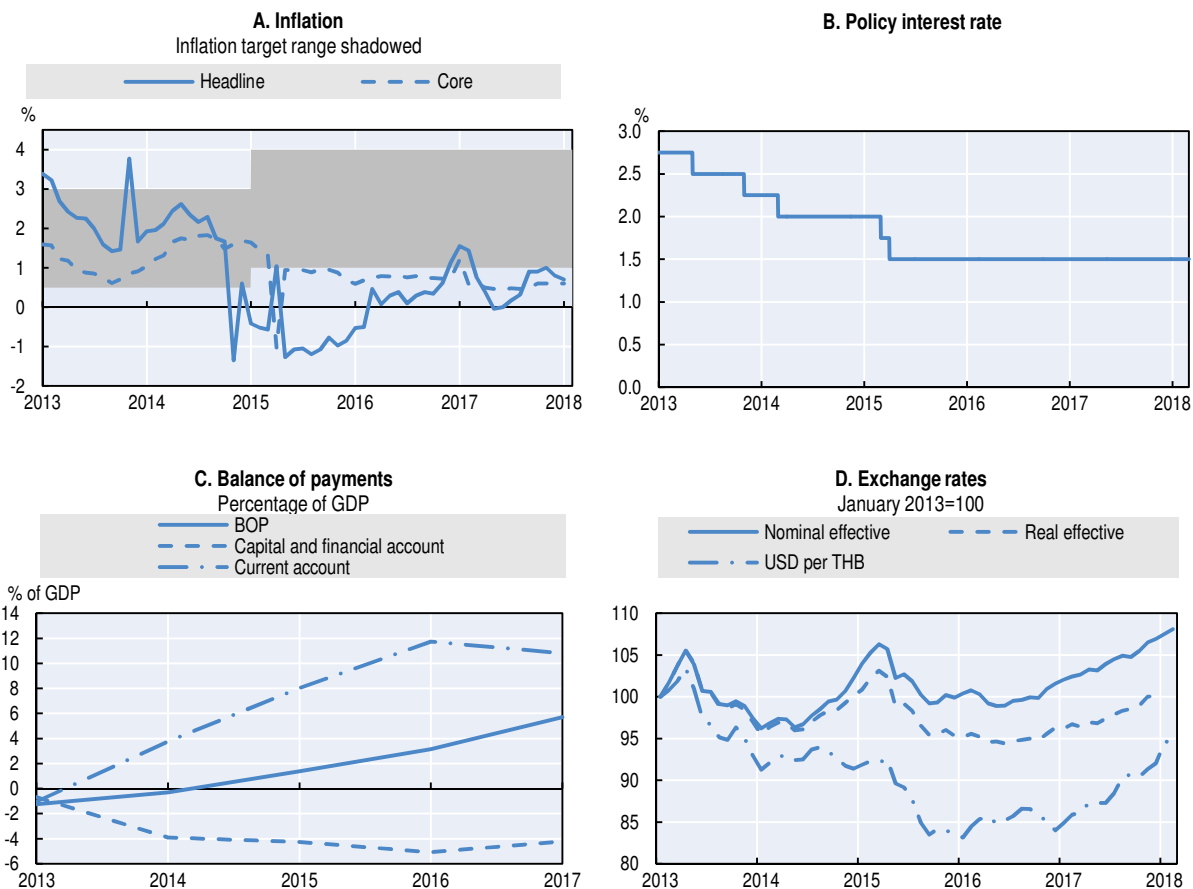 A. Inflation
Inflation target range shadowed
Headline
Core
%
4
3
2
1
0
-1
-2
2013 2014 2015 2016 2017 2018
B. Policy interest rate
%
3.0
2.5
2.0
1.5
1.0
0.5
0.0
2013 2014 2015 2016 2017 2018
C. Balance of payments
Percentage of GDP
BOP
Capital and financial account
Current account
% of GDP
14
12
10
8
6
4
2
0
-2
-4
-6
2013 2014 2015 2016 2017
D. Exchange rates
January 2013=100
Nominal effective
Real effective
USD per THB
110
105
100
95
90
85
80
2013 2014 2015 2016 2017 2018